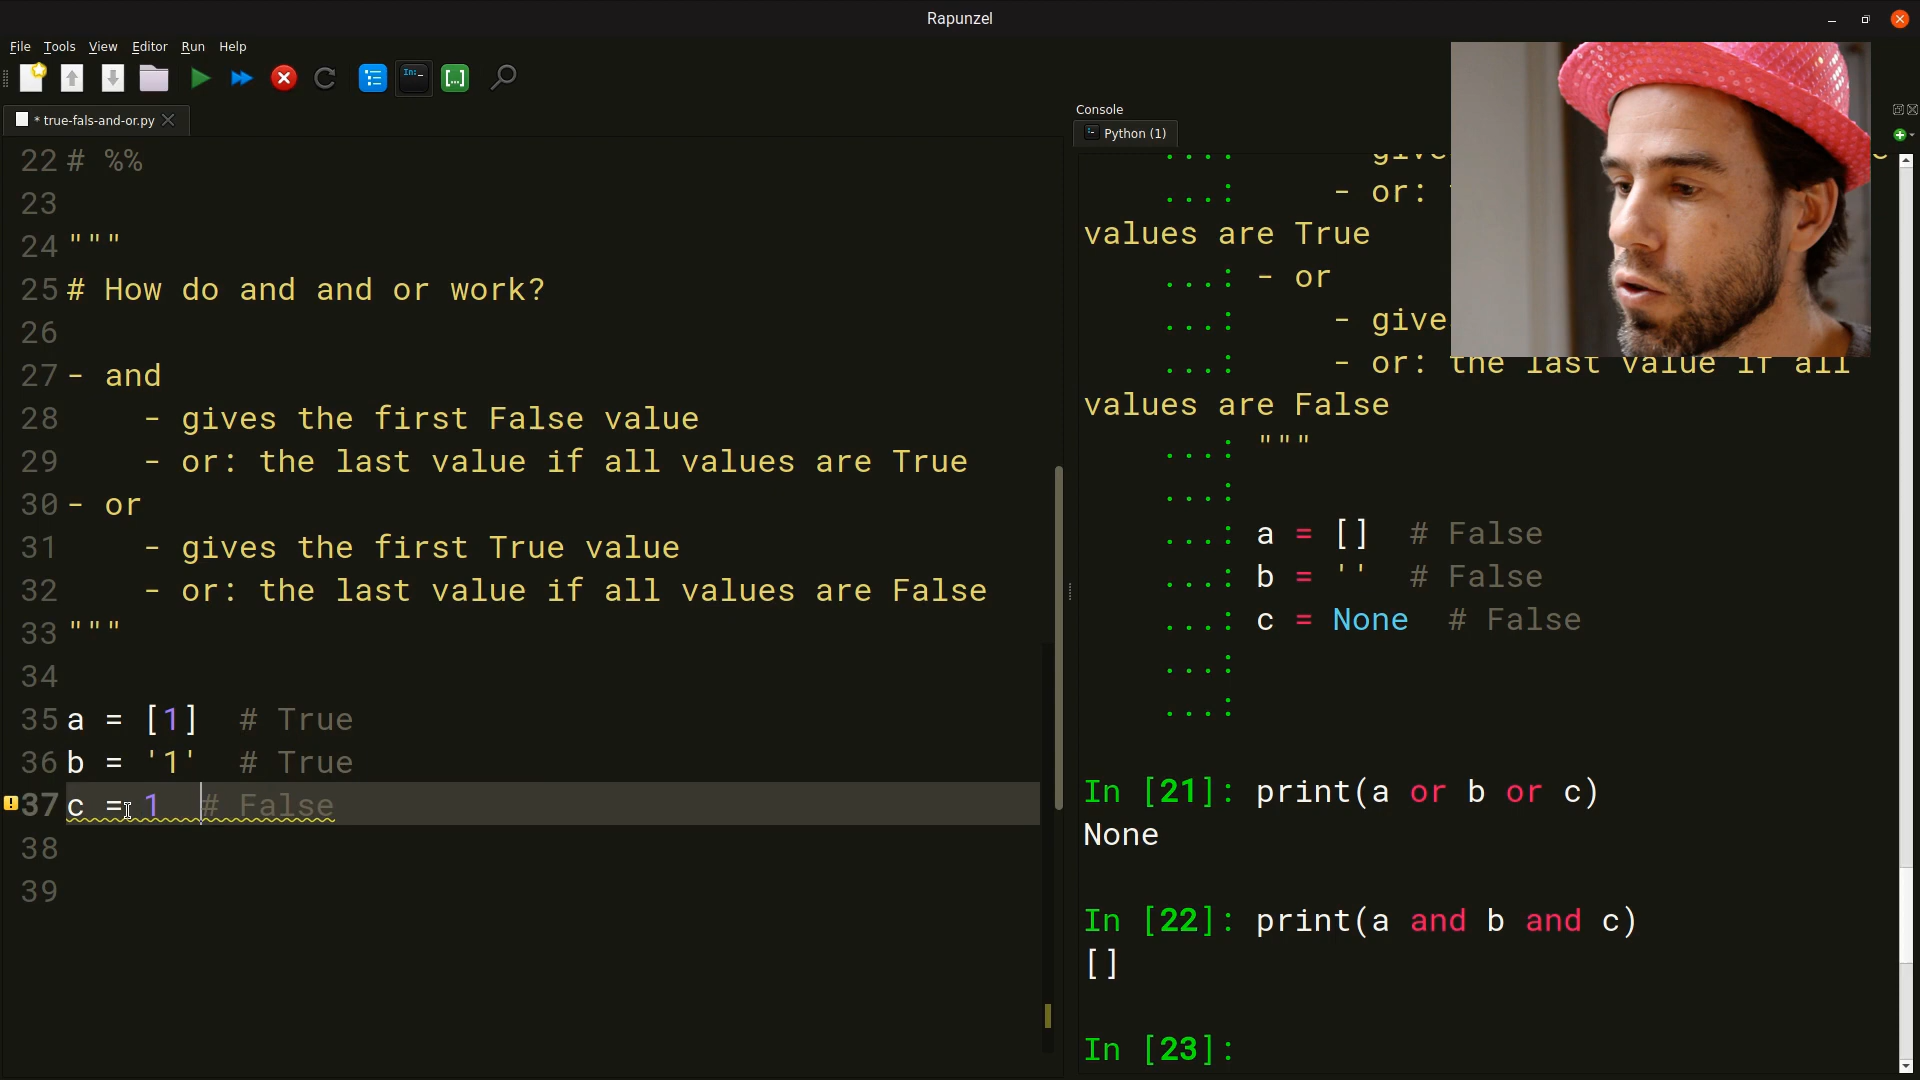 Rapunzel
File Tools View Editor Run Help
* true-fals-and-or.py
22 # %%
23
24 """
25 # How do and and or work?
26
27 - and
28 - gives the first False value
29 - or: the last value if all values are True
30 - or
31 - gives the first True value
32 - or: the last value if all values are False
33 """
34
35 a = [1] # True
36 b = '1' # True
37 c = 1 # False
38
39
Console
Python (1)
...:
...: - or:
values are True
...: - or
...: - give
...: - or: the last value if all
values are False
...: """
...:
...: a = [] # False
...: b = '' # False
...: c = None # False
...:
...:
In [21]: print(a or b or c)
None
In [22]: print(a and b and c)
[]
In [23]: